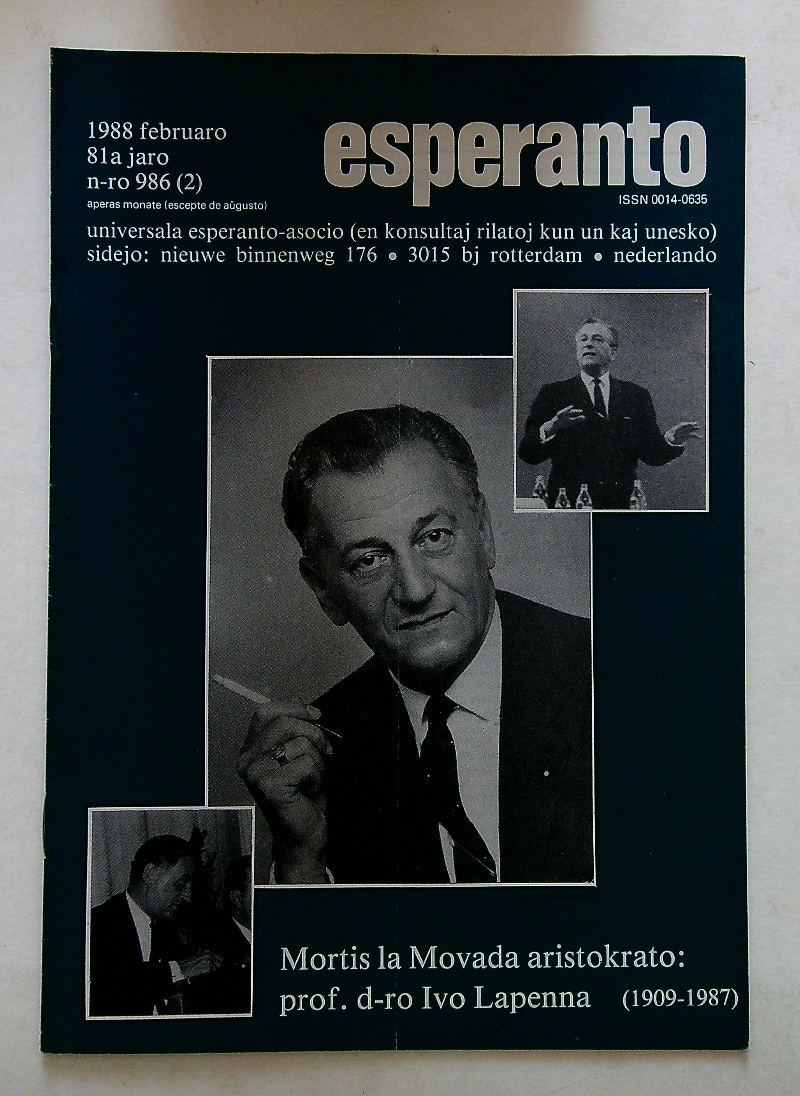 1988 februaro
81a jaro
n-ro 986 (2)
aperas monate (escepte de aŭgusto)
esperanto
ISSN 0014-0635
universala esperanto-asocio (en konsultaj rilatoj kun un kaj unesko)
sidejo: nieuwe binnenweg 176 • 3015 bj rotterdam • nederlando
Mortis la Movada aristokrato:
prof. d-ro Ivo Lapenna (1909-1987)